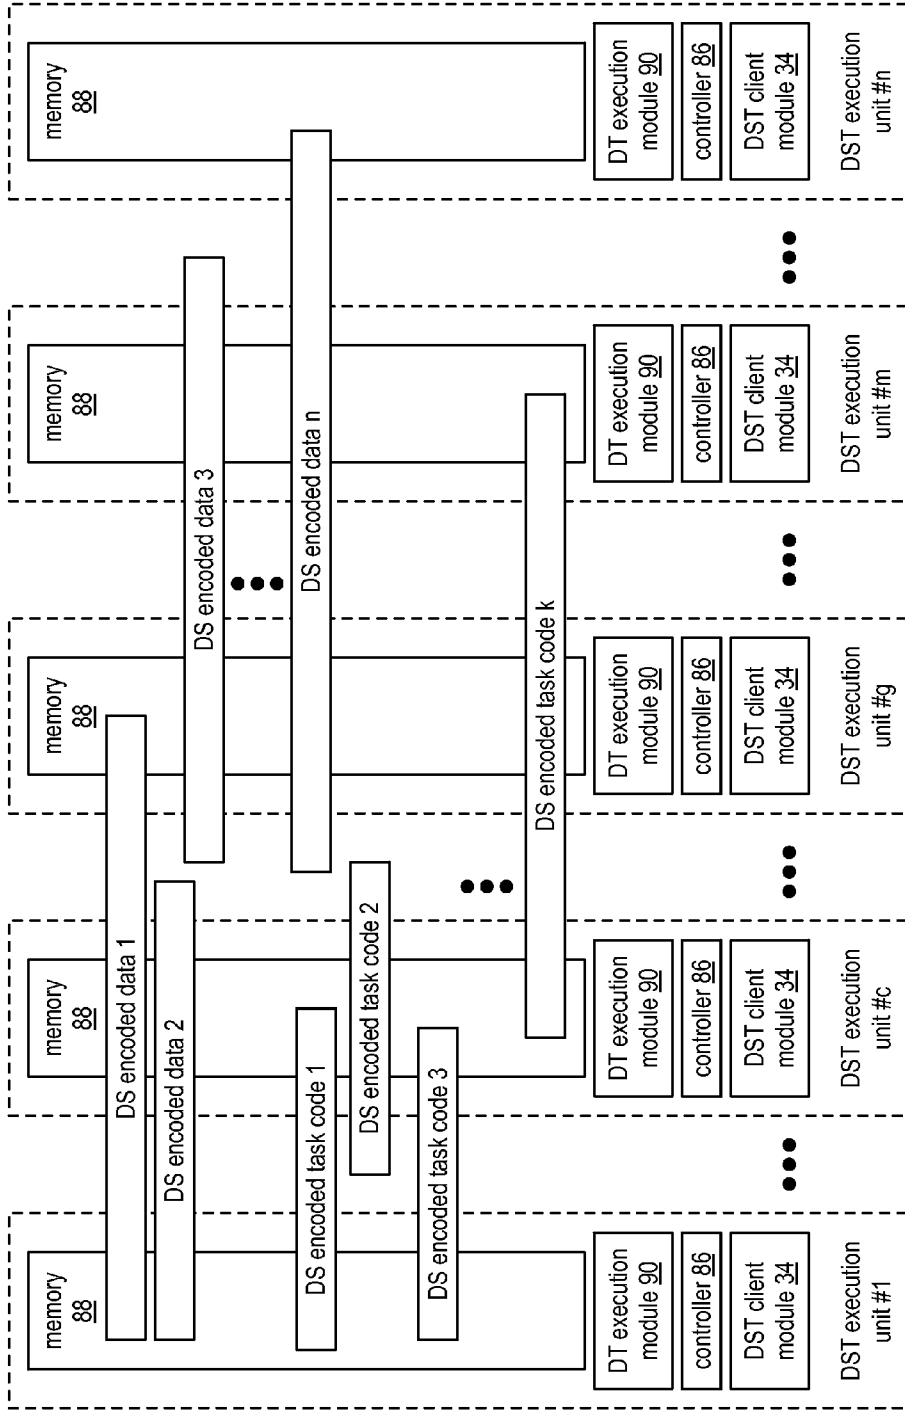 memory
88
memory
88
memory
88
memory
88
memory
88
DS encoded data 1
DS encoded data 2
DS encoded data 3
DS encoded data n
DS encoded task code 1
DS encoded task code 2
DS encoded task code 3
DS encoded task code k
DT execution
module 90
controller 86
DST client
module 34
DST execution
unit #1
DT execution
module 90
controller 86
DST client
module 34
DST execution
unit #c
DT execution
module 90
controller 86
DST client
module 34
DST execution
unit #g
DT execution
module 90
controller 86
DST client
module 34
DST execution
unit #m
DT execution
module 90
controller 86
DST client
module 34
DST execution
unit #n